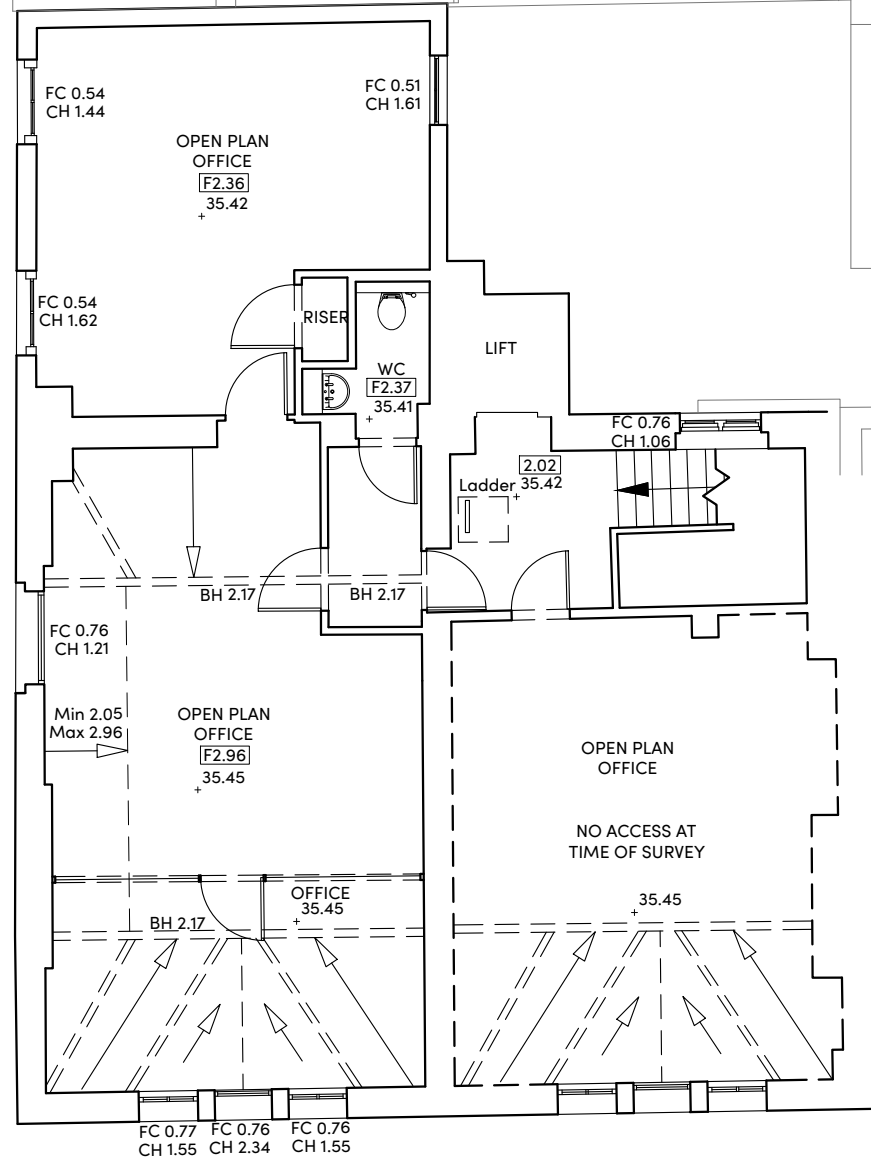 FC 0.54
CH 1.44
FC 0.51
CH 1.61
OPEN PLAN
OFFICE
F2.36
35.42
FC 0.54
CH 1.62
RISER
LIFT
WC
F2.37
35.41
FC 0.76
CH 1.06
2.02
Ladder 35.42
BH 2.17
BH 2.17
FC 0.76
CH 1.21
Min 2.05
Max 2.96
OPEN PLAN
OFFICE
F2.96
35.45
OPEN PLAN
OFFICE
NO ACCESS AT
TIME OF SURVEY
OFFICE
35.45
35.45
BH 2.17
FC 0.77
CH 1.55
FC 0.76
CH 2.34
FC 0.76
CH 1.55